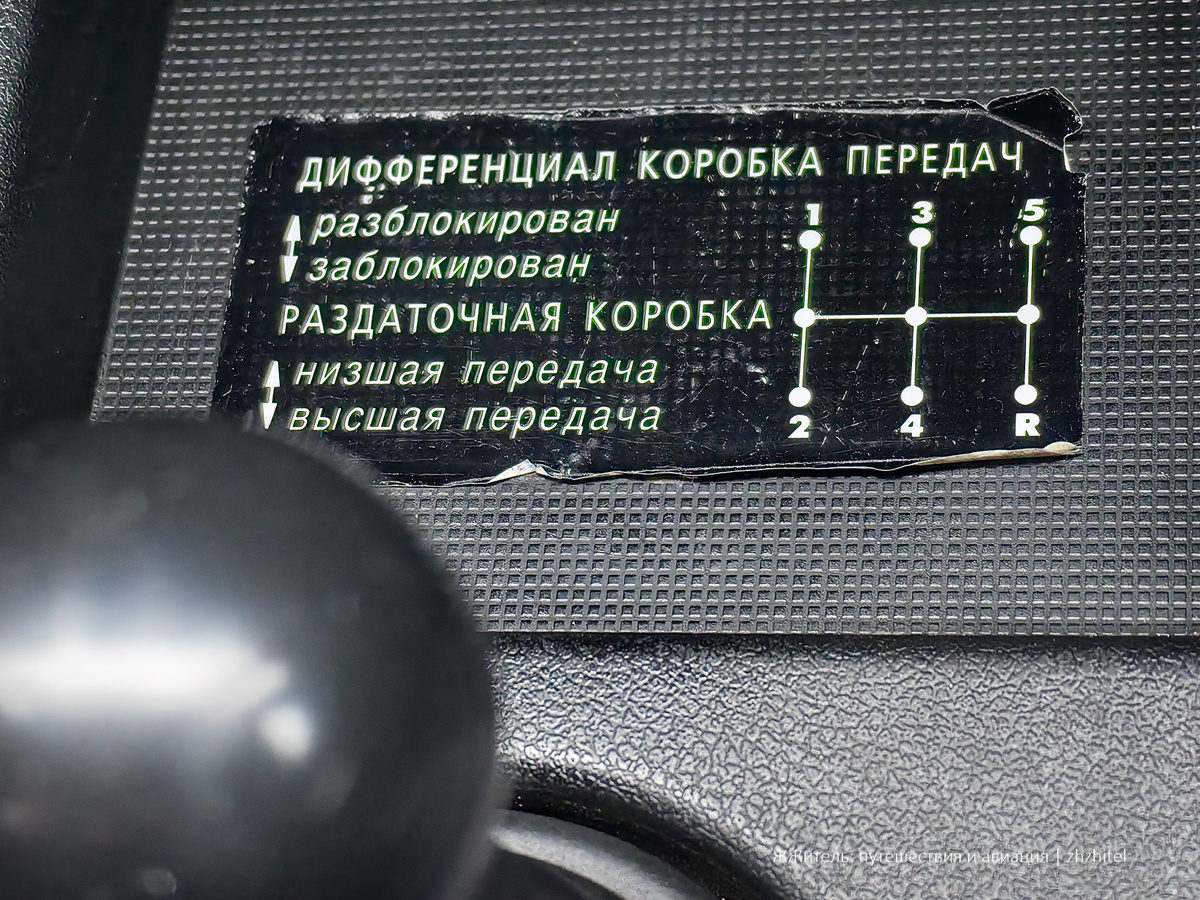 ДИФФЕРЕНЦИАЛ КОРОБКА ПЕРЕДАЧ
разблокирован
заблокирован
РАЗДАТОЧНАЯ КОРОБКА
низшая передача
высшая передача
1 3 5
2 4 R
ЖЖитель: путешествия и авиация | zhzhitel